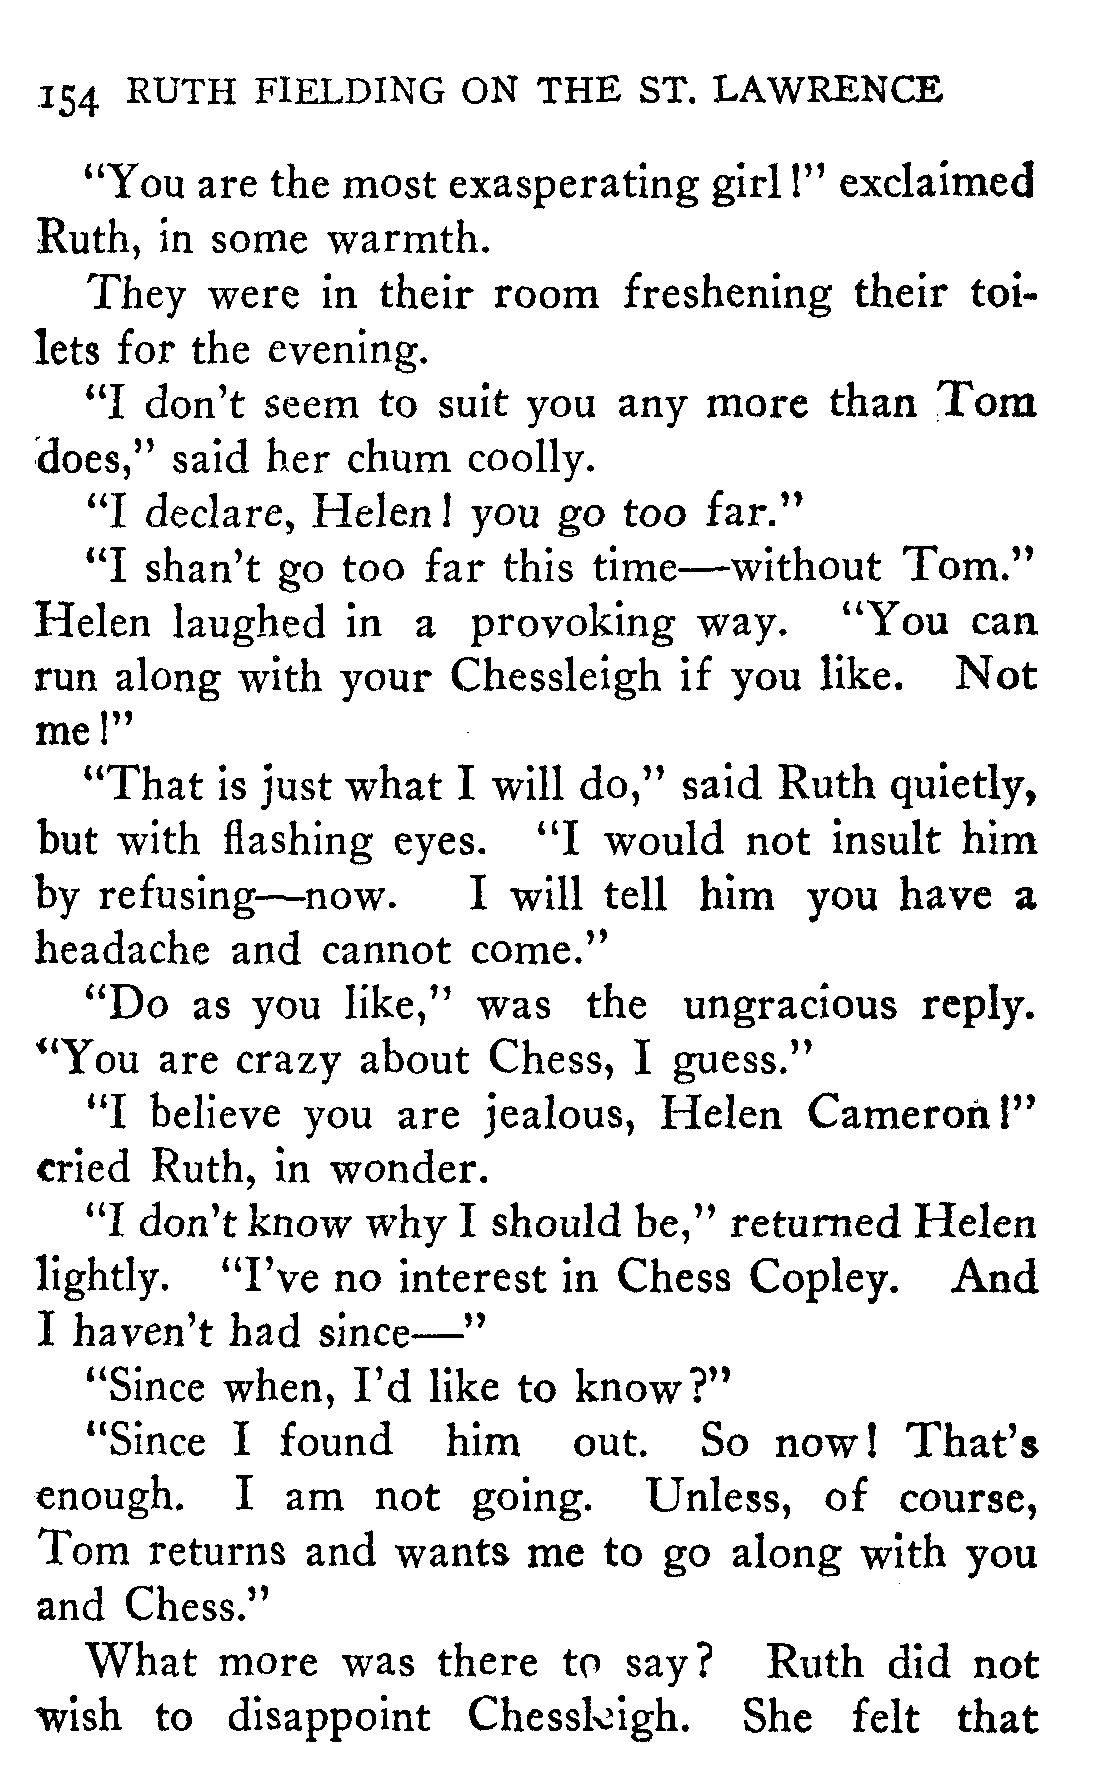 154 RUTH FIELDING ON THE ST. LAWRENCE
"You are the most exasperating girl!" exclaimed
Ruth, in some warmth.
They were in their room freshening their toi-
lets for the evening.
"I don't seem to suit you any more than Tom
does," said her chum coolly.
"I declare, Helen! you go too far."
"I shan't go too far this time—without Tom."
Helen laughed in a provoking way. "You can
run along with your Chessleigh if you like. Not
me!"
"That is just what I will do," said Ruth quietly,
but with flashing eyes. "I would not insult him
by refusing—now. I will tell him you have a
headache and cannot come."
"Do as you like," was the ungracious reply.
"You are crazy about Chess, I guess."
"I believe you are jealous, Helen Cameron!"
cried Ruth, in wonder.
"I don't know why I should be," returned Helen
lightly. "I've no interest in Chess Copley. And
I haven't had since—"
"Since when, I'd like to know?"
"Since I found him out. So now! That's
enough. I am not going. Unless, of course,
Tom returns and wants me to go along with you
and Chess."
What more was there to say? Ruth did not
wish to disappoint Chessleigh. She felt that